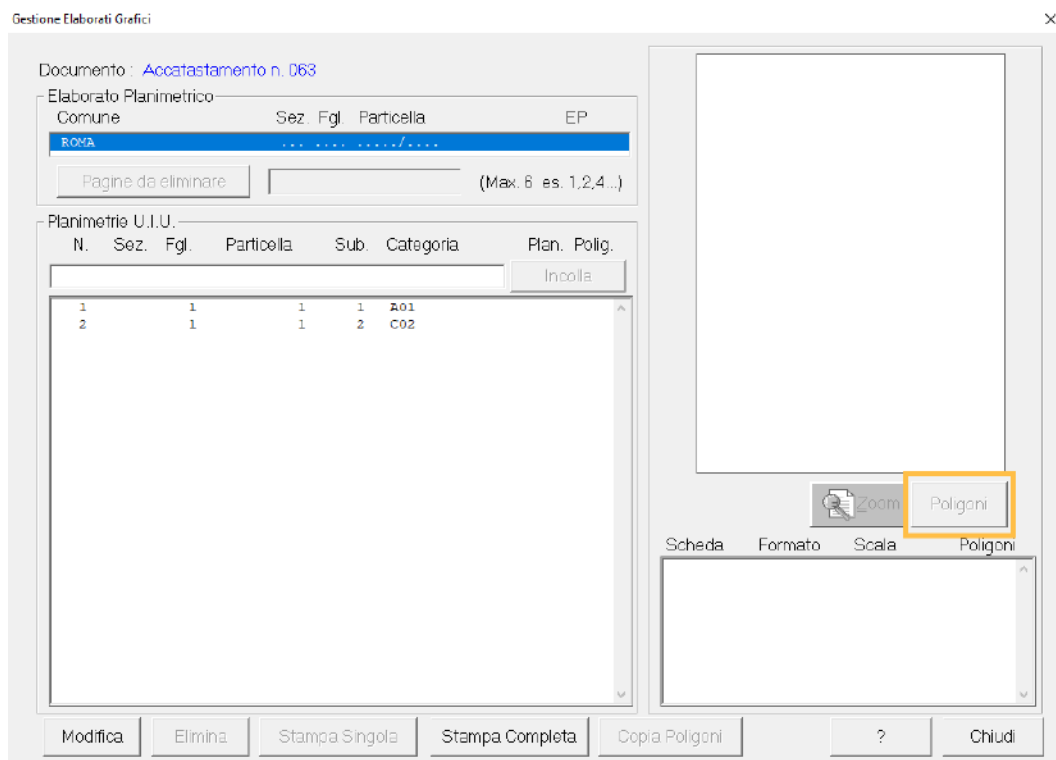 Gestione Elaborati Grafici
Documento : Accatastamento n. 063
Elaborato Planimetrico
Comune Sez. Fgl. Particella EP
ROMA ... .... ...../....
Pagine da eliminare (Max. 6 es. 1,2,4...)
Planimetrie U.I.U.
N. Sez. Fgl. Particella Sub. Categoria Plan. Polig.
Incolla
1 1 1 1 A01
2 1 1 2 C02
Zoom Poligoni
Scheda Formato Scala Poligoni
Modifica Elimina Stampa Singola Stampa Completa Copia Poligoni ? Chiudi